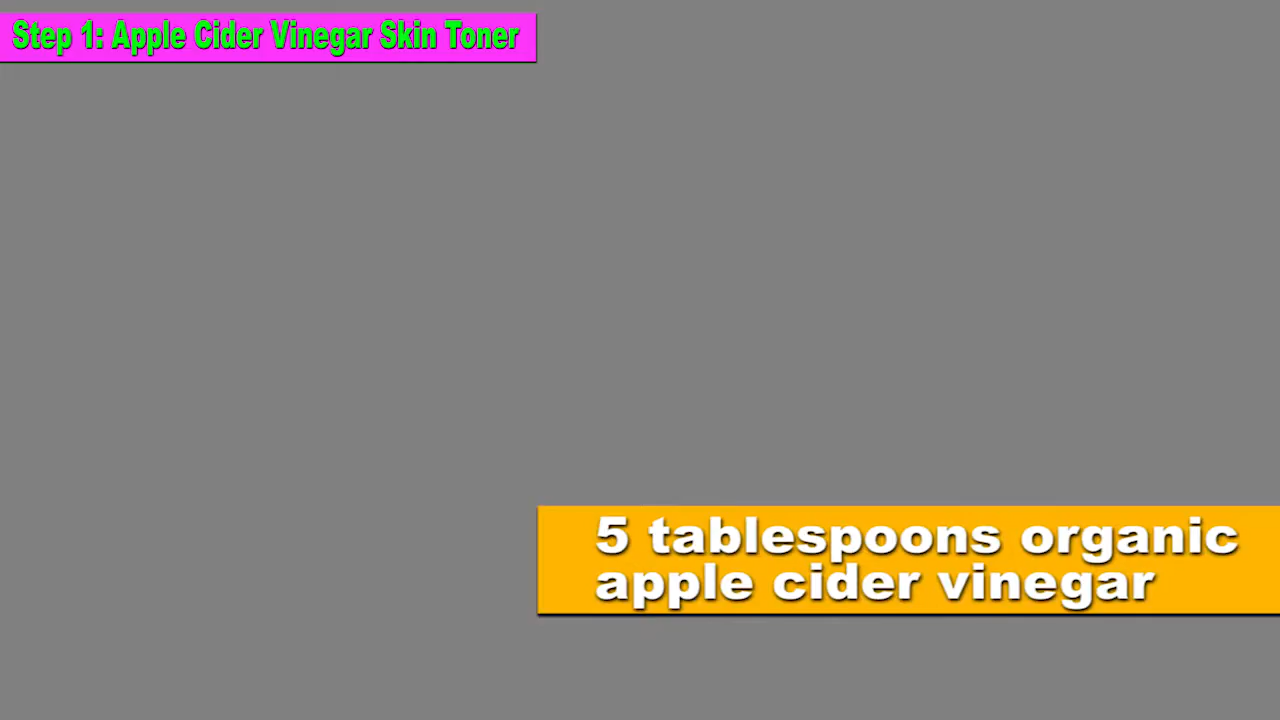 Step 1: Apple Cider Vinegar Skin Toner
5 tablespoons organic
apple cider vinegar